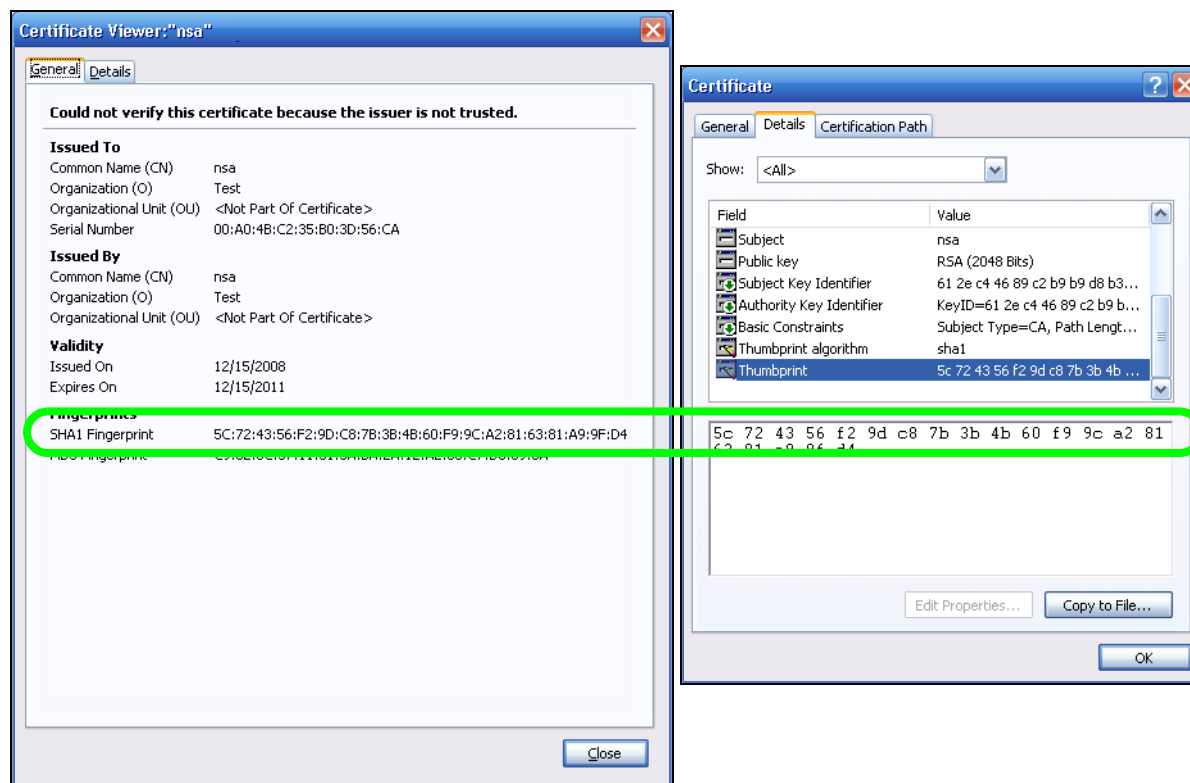 Certificate Viewer:"nsa"
General Details
Could not verify this certificate because the issuer is not trusted.
Issued To
Common Name (CN) nsa
Organization (O) Test
Organizational Unit (OU) <Not Part Of Certificate>
Serial Number 00:A0:4B:C2:35:B0:3D:56:CA
Issued By
Common Name (CN) nsa
Organization (O) Test
Organizational Unit (OU) <Not Part Of Certificate>
Validity
Issued On 12/15/2008
Expires On 12/15/2011
Fingerprints
SHA1 Fingerprint 5C:72:43:56:F2:9D:C8:7B:3B:4B:60:F9:9C:A2:81:63:81:A9:9F:D4
Fingerprint
Close
Certificate
General Details Certification Path
Show: <All>
Field Value
Subject nsa
Public key RSA (2048 Bits)
Subject Key Identifier 61 2e c4 46 89 c2 b9 b9 d8 b3...
Authority Key Identifier KeyID=61 2e c4 46 89 c2 b9 b...
Basic Constraints Subject Type=CA, Path Lengt...
Thumbprint algorithm sha1
Thumbprint 5c 72 43 56 f2 9d c8 7b 3b 4b ...
5c 72 43 56 f2 9d c8 7b 3b 4b 60 f9 9c a2 81
63 81 a9 9f d4
Edit Properties... Copy to File...
OK